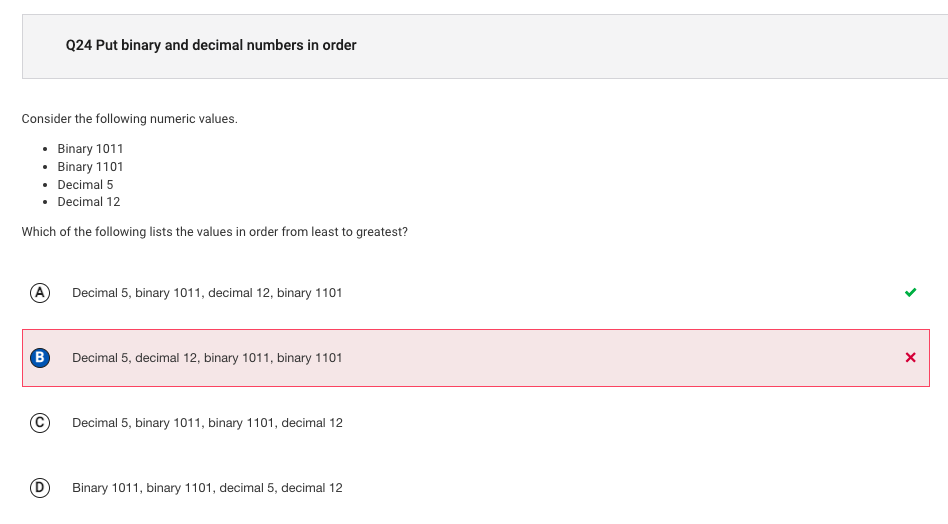 Q24 Put binary and decimal numbers in order
Consider the following numeric values.
• Binary 1011
• Binary 1101
• Decimal 5
• Decimal 12
Which of the following lists the values in order from least to greatest?
A Decimal 5, binary 1011, decimal 12, binary 1101
B Decimal 5, decimal 12, binary 1011, binary 1101
C Decimal 5, binary 1011, binary 1101, decimal 12
D Binary 1011, binary 1101, decimal 5, decimal 12